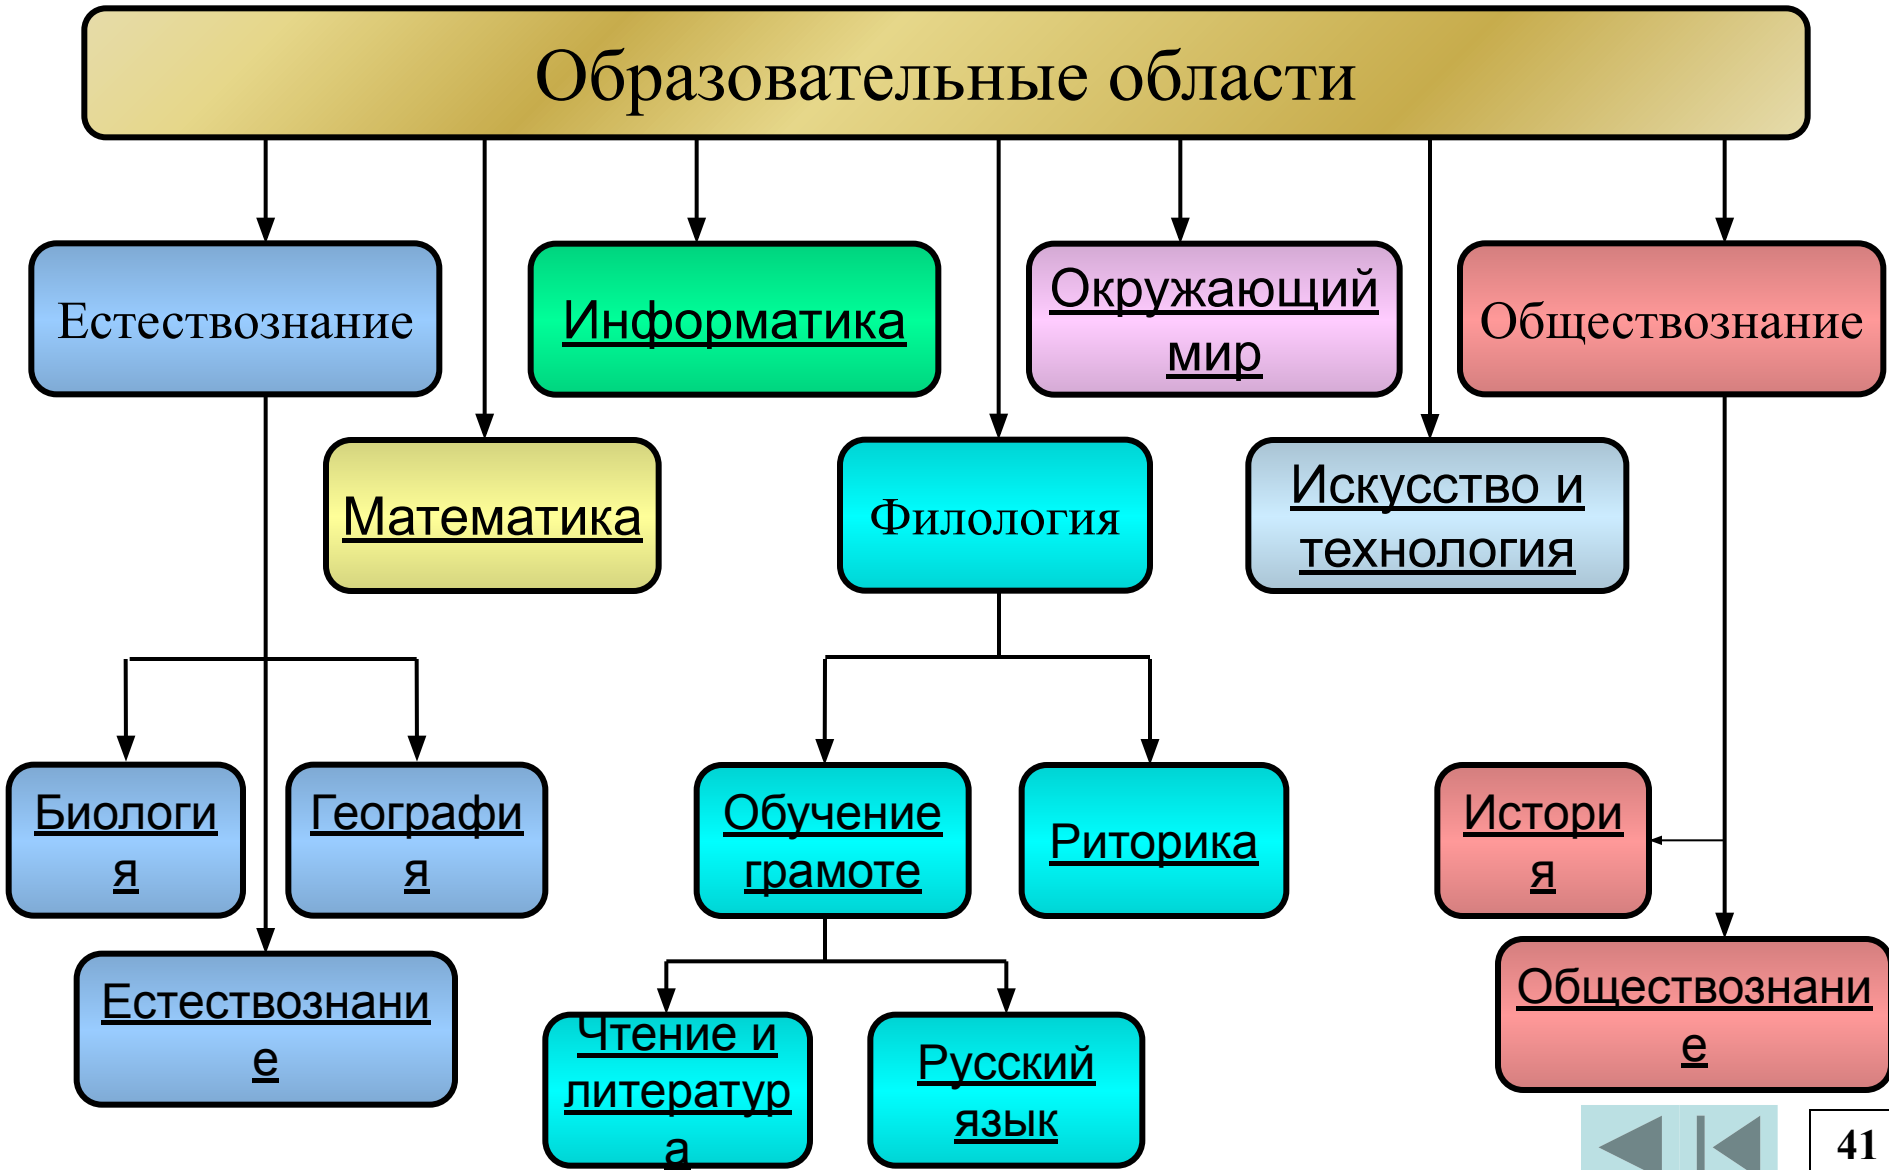 Образовательные области
Естествознание
Информатика
Окружающий
мир
Обществознание
Математика
Филология
Искусство и
технология
Биологи
я
Географи
я
Обучение
грамоте
Риторика
Истори
я
Естествознани
е
Чтение и
литератур
а
Русский
язык
Обществознани
е
41